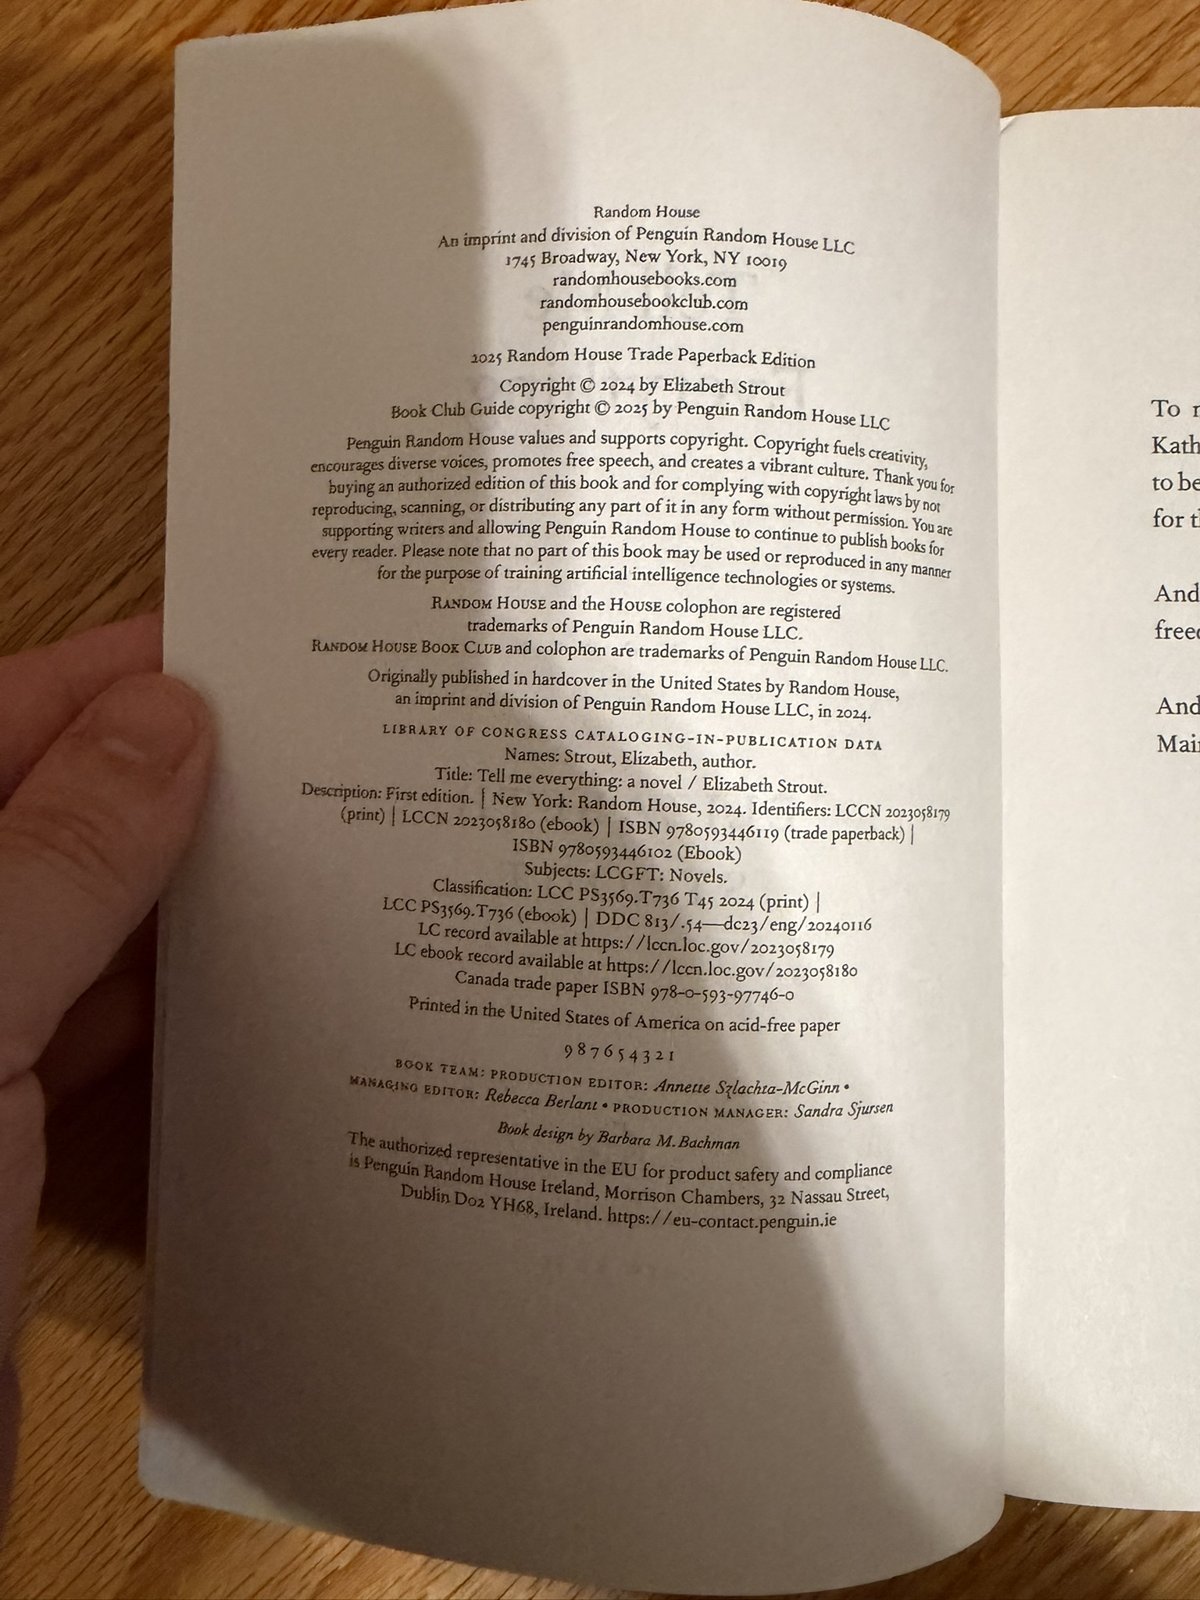 Random House
An imprint and division of Penguin Random House LLC
1745 Broadway, New York, NY 10019
randomhousebooks.com
randomhousebookclub.com
penguinrandomhouse.com
2025 Random House Trade Paperback Edition
Copyright © 2024 by Elizabeth Strout
Book Club Guide copyright © 2025 by Penguin Random House LLC
Penguin Random House values and supports copyright. Copyright fuels creativity,
encourages diverse voices, promotes free speech, and creates a vibrant culture. Thank you for
buying an authorized edition of this book and for complying with copyright laws by not
reproducing, scanning, or distributing any part of it in any form without permission. You are
supporting writers and allowing Penguin Random House to continue to publish books for
every reader. Please note that no part of this book may be used or reproduced in any manner
for the purpose of training artificial intelligence technologies or systems.
RANDOM HOUSE and the HOUSE colophon are registered
trademarks of Penguin Random House LLC.
RANDOM HOUSE BOOK CLUB and colophon are trademarks of Penguin Random House LLC.
Originally published in hardcover in the United States by Random House,
an imprint and division of Penguin Random House LLC, in 2024.
LIBRARY OF CONGRESS CATALOGING-IN-PUBLICATION DATA
Names: Strout, Elizabeth, author.
Title: Tell me everything: a novel / Elizabeth Strout.
Description: First edition. | New York: Random House, 2024. Identifiers: LCCN 2023058179
(print) | LCCN 2023058180 (ebook) | ISBN 9780593446119 (trade paperback) |
ISBN 9780593446102 (Ebook)
Subjects: LCGFT: Novels.
Classification: LCC PS3569.T736 T45 2024 (print) |
LCC PS3569.T736 (ebook) | DDC 813/.54—dc23/eng/20240116
LC record available at https://lccn.loc.gov/2023058179
LC ebook record available at https://lccn.loc.gov/2023058180
Canada trade paper ISBN 978-0-593-97746-0
Printed in the United States of America on acid-free paper
9 8 7 6 5 4 3 2 1
BOOK TEAM: PRODUCTION EDITOR: Annette Szlachta-McGinn •
MANAGING EDITOR: Rebecca Berlant • PRODUCTION MANAGER: Sandra Sjursen
Book design by Barbara M. Bachman
The authorized representative in the EU for product safety and compliance
is Penguin Random House Ireland, Morrison Chambers, 32 Nassau Street,
Dublin D02 YH68, Ireland. https://eu-contact.penguin.ie
To
Kath
to be
for
And
freed
And
Main